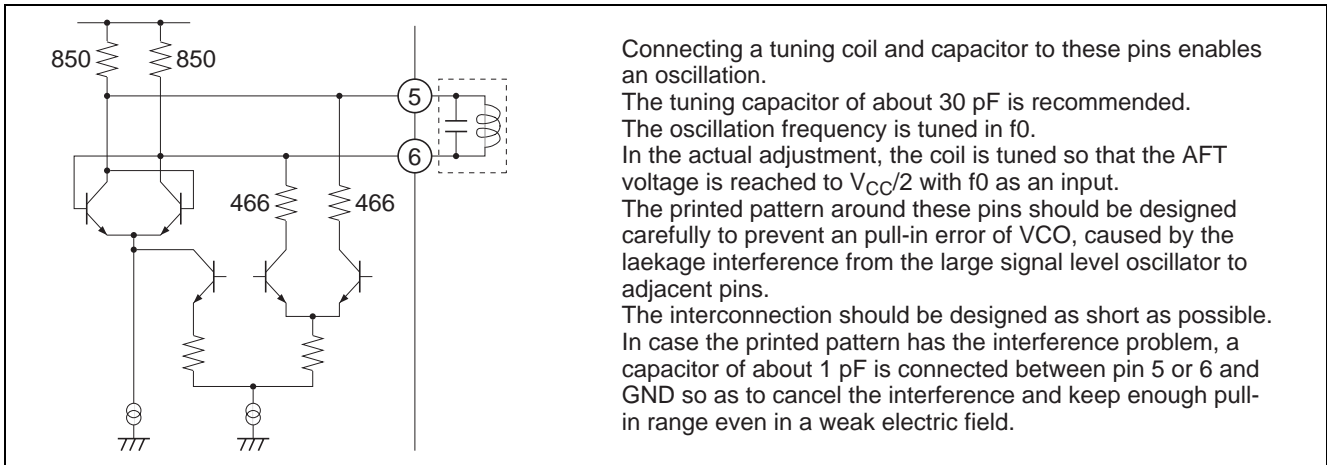 850
850
5
6
466
466
Connecting a tuning coil and capacitor to these pins enables
an oscillation.
The tuning capacitor of about 30 pF is recommended.
The oscillation frequency is tuned in f0.
In the actual adjustment, the coil is tuned so that the AFT
voltage is reached to VCC/2 with f0 as an input.
The printed pattern around these pins should be designed
carefully to prevent an pull-in error of VCO, caused by the
laekage interference from the large signal level oscillator to
adjacent pins.
The interconnection should be designed as short as possible.
In case the printed pattern has the interference problem, a
capacitor of about 1 pF is connected between pin 5 or 6 and
GND so as to cancel the interference and keep enough pull-
in range even in a weak electric field.